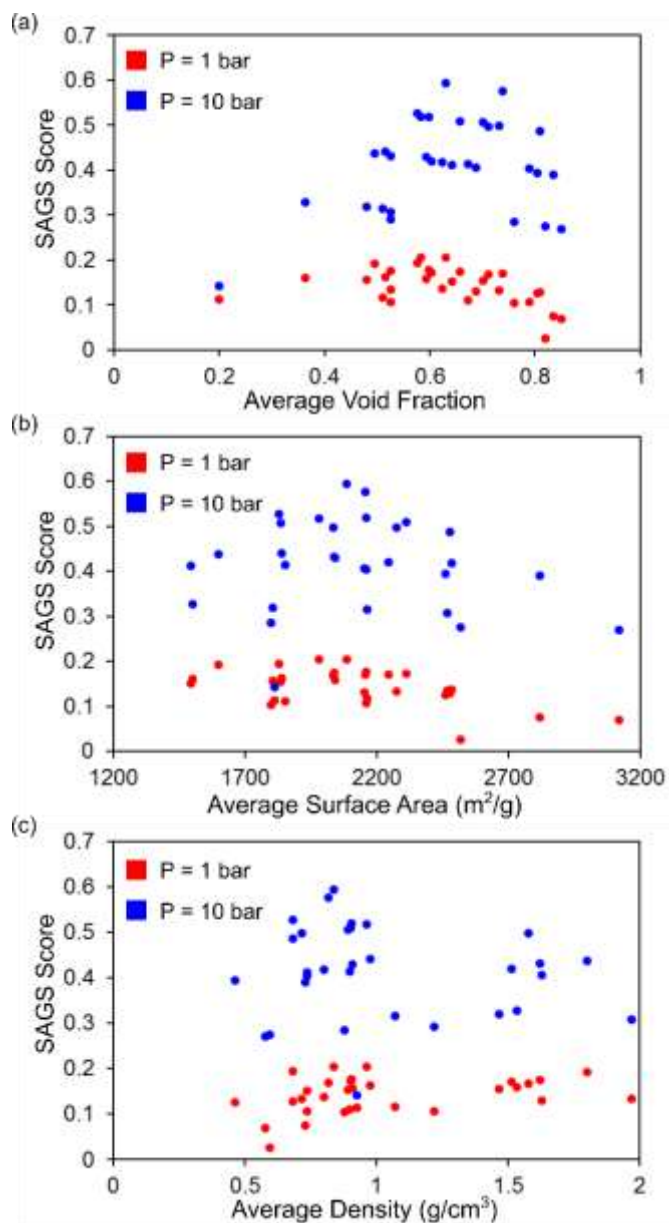 (a)
0.7
0.6
0.5
0.4
0.3
0.2
0.1
0
SAGS Score
P = 1 bar
P = 10 bar
0 0.2 0.4 0.6 0.8 1
Average Void Fraction
(b)
0.7
0.6
0.5
0.4
0.3
0.2
0.1
0
SAGS Score
P = 1 bar
P = 10 bar
1200 1700 2200 2700 3200
Average Surface Area (m²/g)
(c)
0.7
0.6
0.5
0.4
0.3
0.2
0.1
0
SAGS Score
P = 1 bar
P = 10 bar
0 0.5 1 1.5 2
Average Density (g/cm³)